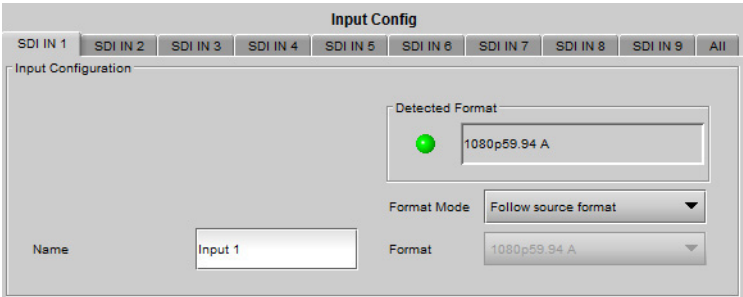 Input Config
SDI IN 1 SDI IN 2 SDI IN 3 SDI IN 4 SDI IN 5 SDI IN 6 SDI IN 7 SDI IN 8 SDI IN 9 All
Input Configuration
Detected Format
1080p59.94 A
Format Mode Follow source format
Name Input 1 Format 1080p59.94 A